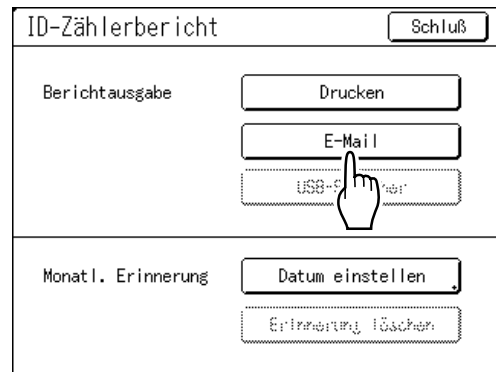 ID-Zählerbericht
Schluß
Berichtausgabe
Drucken
E-Mail
Monatl. Erinnerung
Datum einstellen
Erinnerung löschen